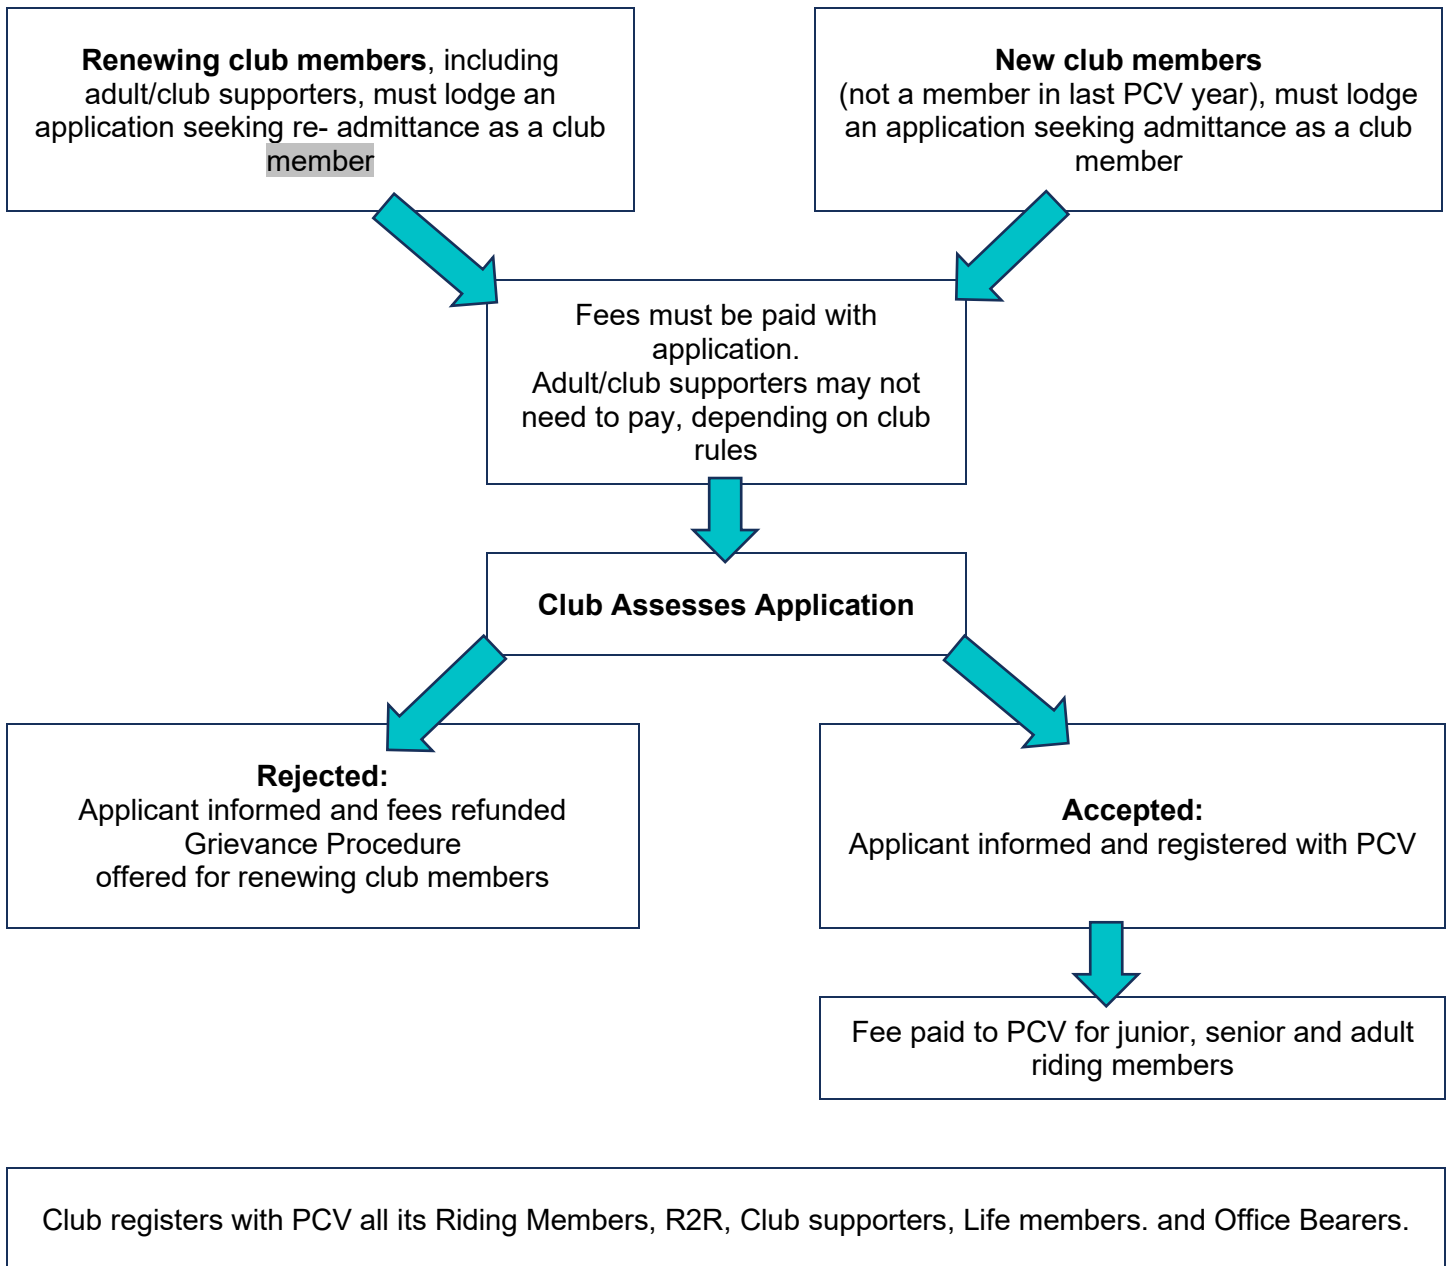 Renewing club members, including
adult/club supporters, must lodge an
application seeking re- admittance as a club
member
New club members
(not a member in last PCV year), must lodge
an application seeking admittance as a club
member
Fees must be paid with
application.
Adult/club supporters may not
need to pay, depending on club
rules
Club Assesses Application
Rejected:
Applicant informed and fees refunded
Grievance Procedure
offered for renewing club members
Accepted:
Applicant informed and registered with PCV
Fee paid to PCV for junior, senior and adult
riding members
Club registers with PCV all its Riding Members, R2R, Club supporters, Life members. and Office Bearers.